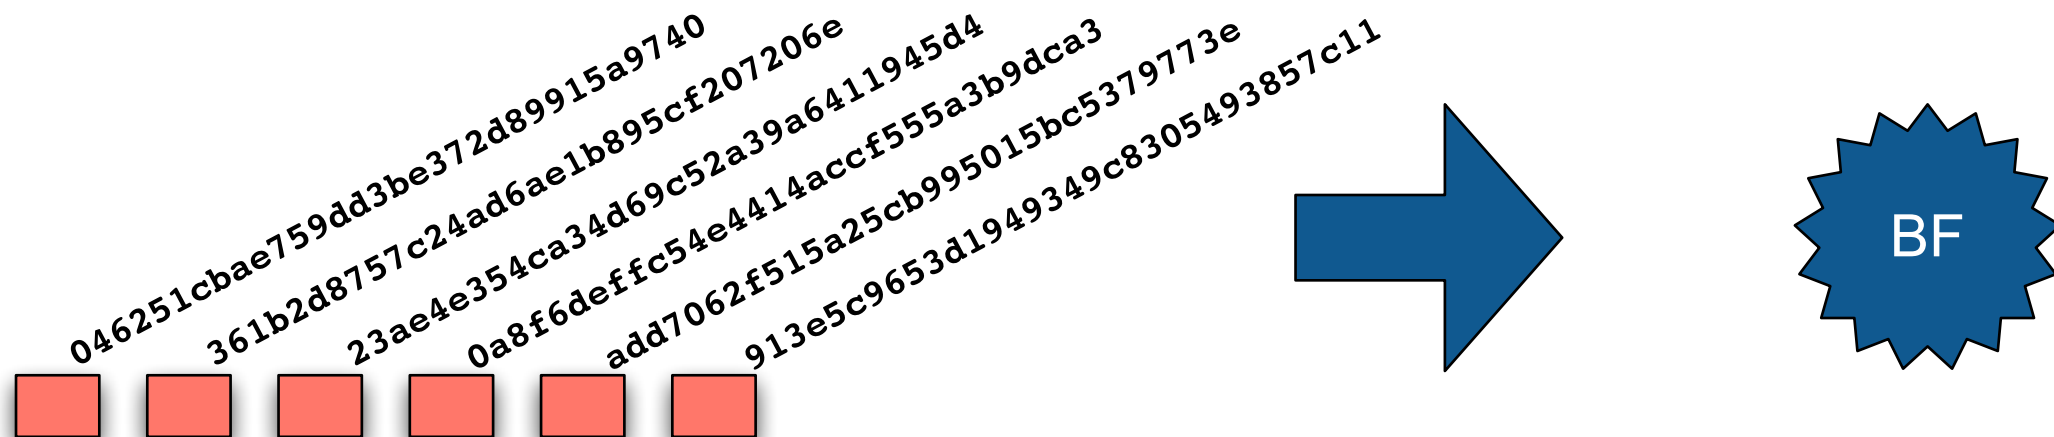 046251cbae759dd3be372d89915a9740
361b2d8757c24ad6ae1b895cf207206e
23ae4e354ca34d69c52a39a6411945d4
0a8f6deffc54e4414accf555a3b9dca3
add7062f515a25cb995015bc5379773e
913e5c9653d1949349c8305493857c11
BF